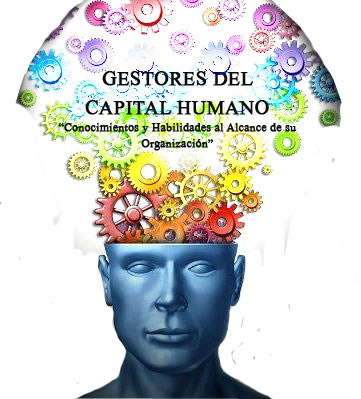 GESTORES DEL
CAPITAL HUMANO
“Conocimientos y Habilidades al Alcance de su
Organización”